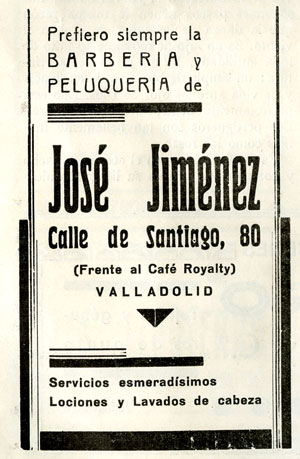 Prefiero siempre la
BARBERIA y
PELUQUERIA de
José Jiménez
Calle de Santiago, 80
(Frente al Café Royalty)
VALLADOLID
Servicios esmeradísimos
Lociones y Lavados de cabeza